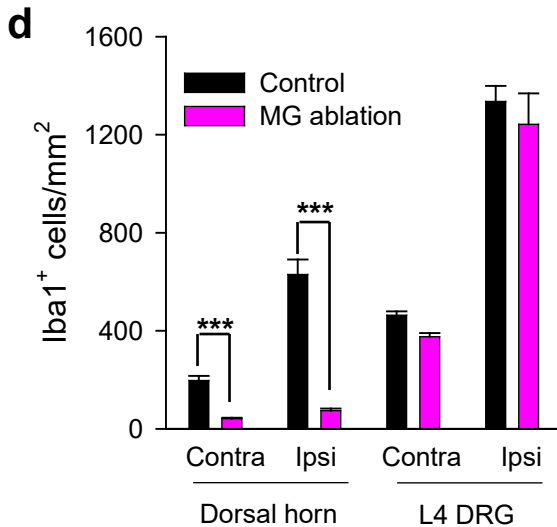 d
1600
1200
800
400
0
Iba1⁺ cells/mm²
Control
MG ablation
***
***
Contra Ipsi Contra Ipsi
Dorsal horn L4 DRG